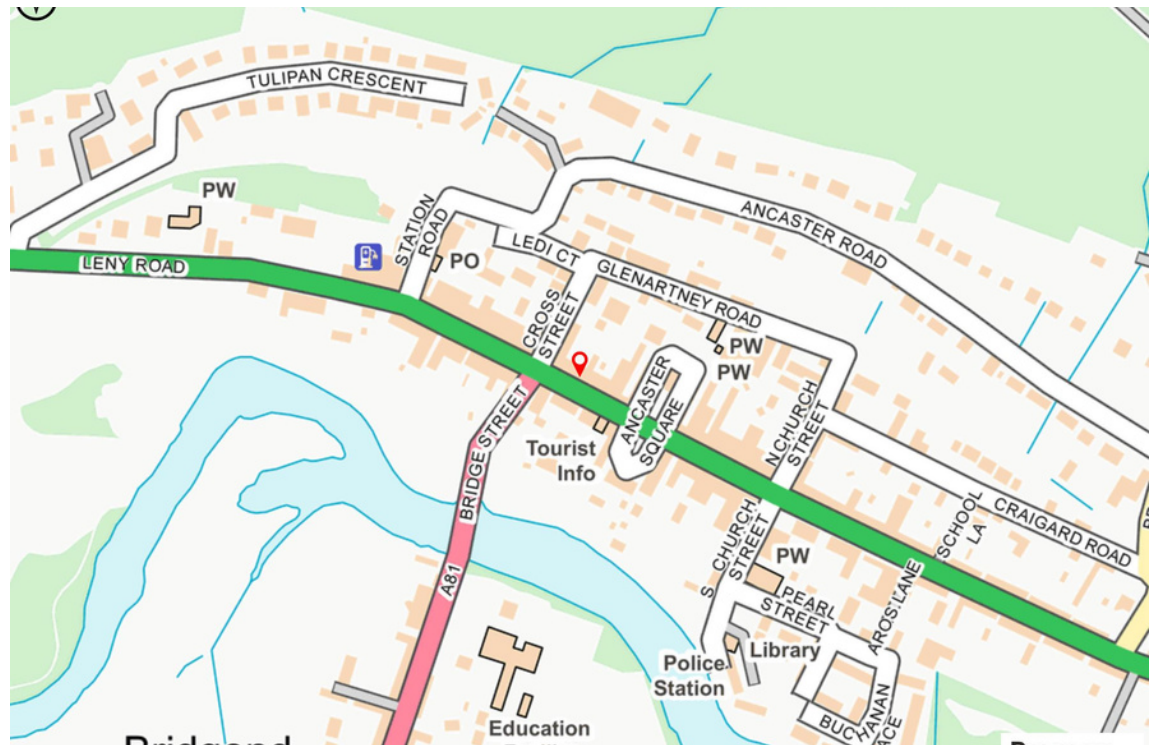 TULIPAN CRESCENT
PW
STATION
ROAD
ANCASTER ROAD
LEDI CT
GLENARTNEY ROAD
PO
LENY ROAD
CROSS
STREET
PW
PW
ANCASTER
SQUARE
BRIDGE STREET
Tourist
Info
N CHURCH
STREET
SCHOOL
LA
CRAIGARD ROAD
S CHURCH
STREET
PW
A81
PEARL
STREET
AROS LANE
Library
Police
Station
BUCHANAN
Education